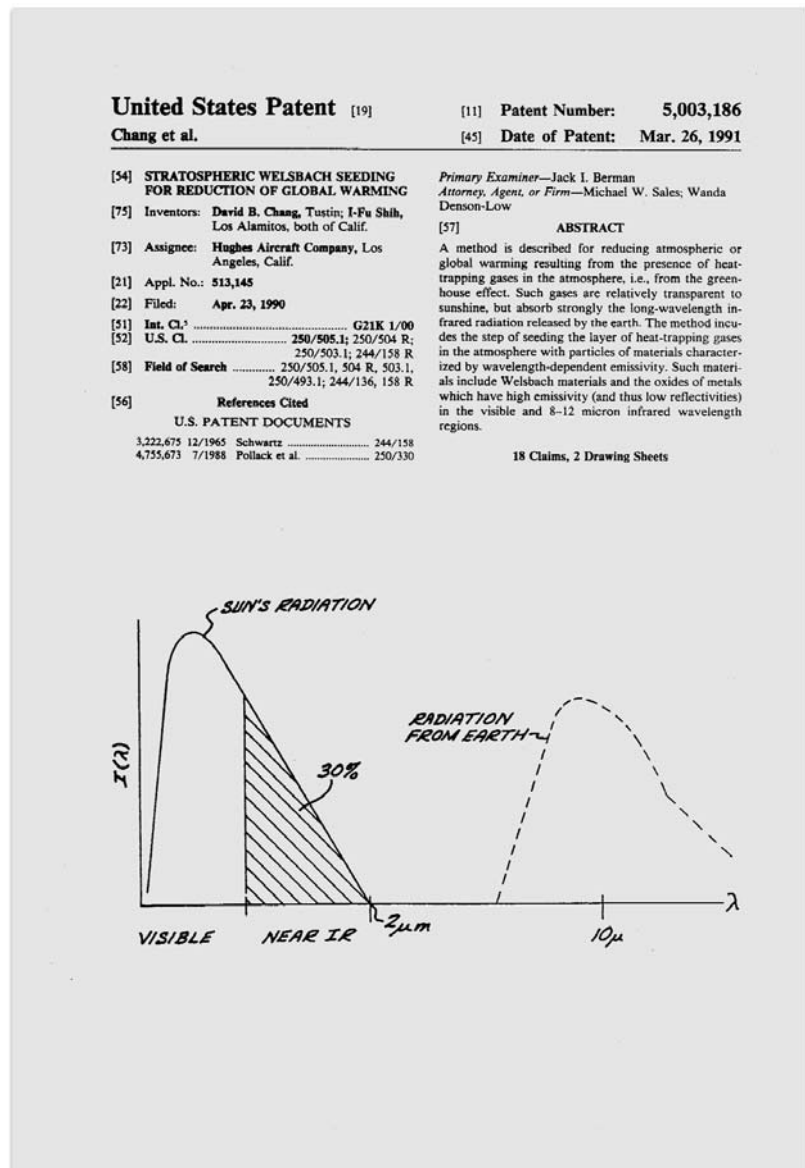 United States Patent [19]
Chang et al.
[11] Patent Number: 5,003,186
[45] Date of Patent: Mar. 26, 1991
[54] STRATOSPHERIC WELSBACH SEEDING
FOR REDUCTION OF GLOBAL WARMING
[75] Inventors: David B. Chang, Tustin; I-Fu Shih,
Los Alamitos, both of Calif.
[73] Assignee: Hughes Aircraft Company, Los
Angeles, Calif.
[21] Appl. No.: 513,145
[22] Filed: Apr. 23, 1990
[51] Int. Cl.⁵ ................................................ G21K 1/00
[52] U.S. Cl. .............................. 250/505.1; 250/504 R;
250/503.1; 244/158 R
[58] Field of Search ............. 250/505.1, 504 R, 503.1,
250/493.1; 244/136, 158 R
[56] References Cited
U.S. PATENT DOCUMENTS
3,222,675 12/1965 Schwartz ........................... 244/158
4,755,673 7/1988 Pollack et al. ..................... 250/330
Primary Examiner—Jack I. Berman
Attorney, Agent, or Firm—Michael W. Sales; Wanda
Denson-Low
[57] ABSTRACT
A method is described for reducing atmospheric or
global warming resulting from the presence of heat-
trapping gases in the atmosphere, i.e., from the green-
house effect. Such gases are relatively transparent to
sunshine, but absorb strongly the long-wavelength in-
frared radiation released by the earth. The method incu-
des the step of seeding the layer of heat-trapping gases
in the atmosphere with particles of materials character-
ized by wavelength-dependent emissivity. Such materi-
als include Welsbach materials and the oxides of metals
which have high emissivity (and thus low reflectivities)
in the visible and 8-12 micron infrared wavelength
regions.
18 Claims, 2 Drawing Sheets
SUN'S RADIATION
RADIATION
FROM EARTH
30%
I(λ)
λ
2μm
VISIBLE
NEAR IR
10μ